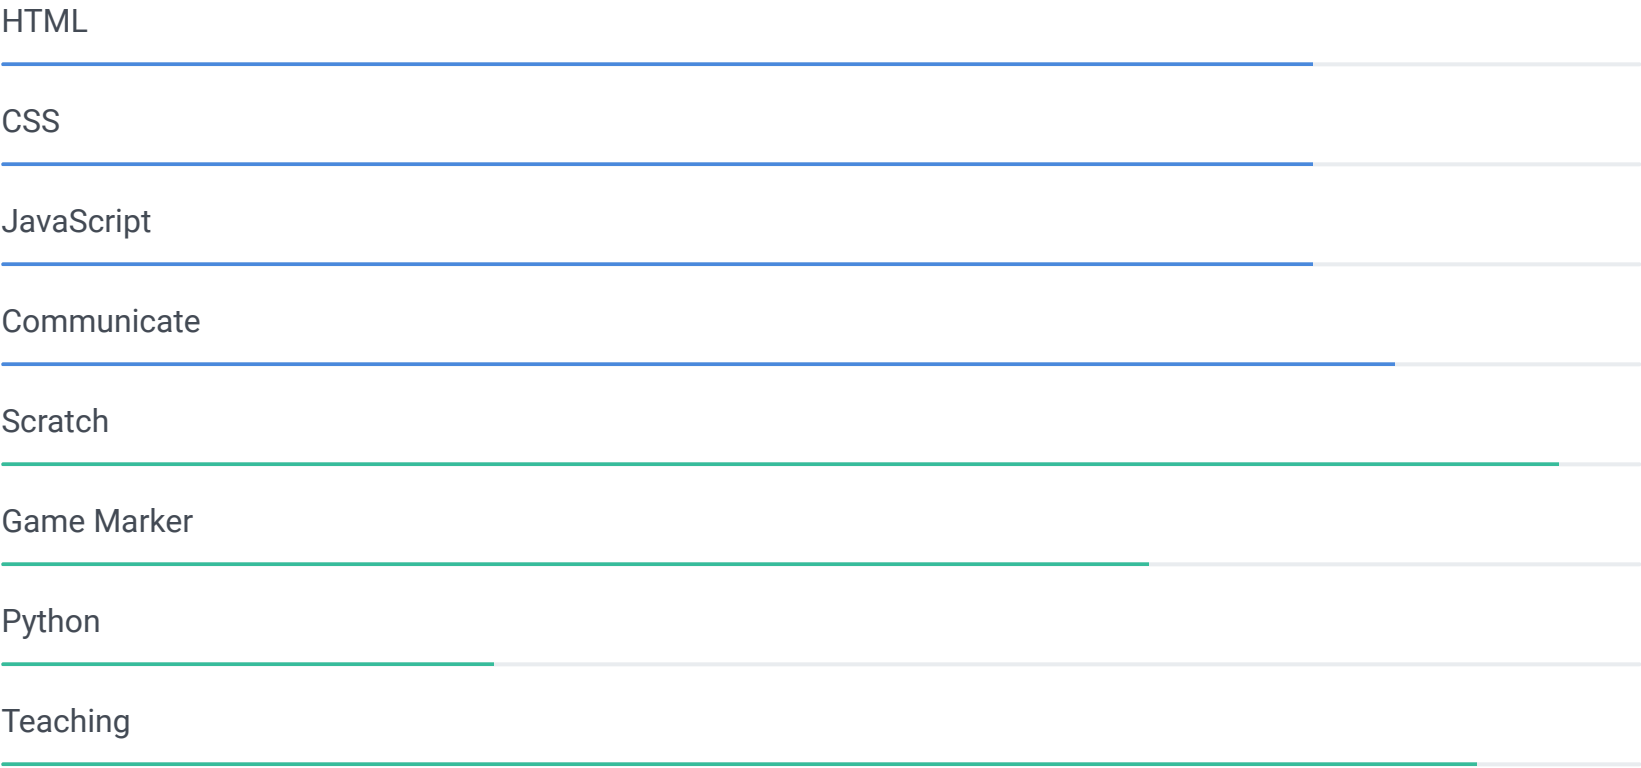 HTML
CSS
JavaScript
Communicate
Scratch
Game Marker
Python
Teaching